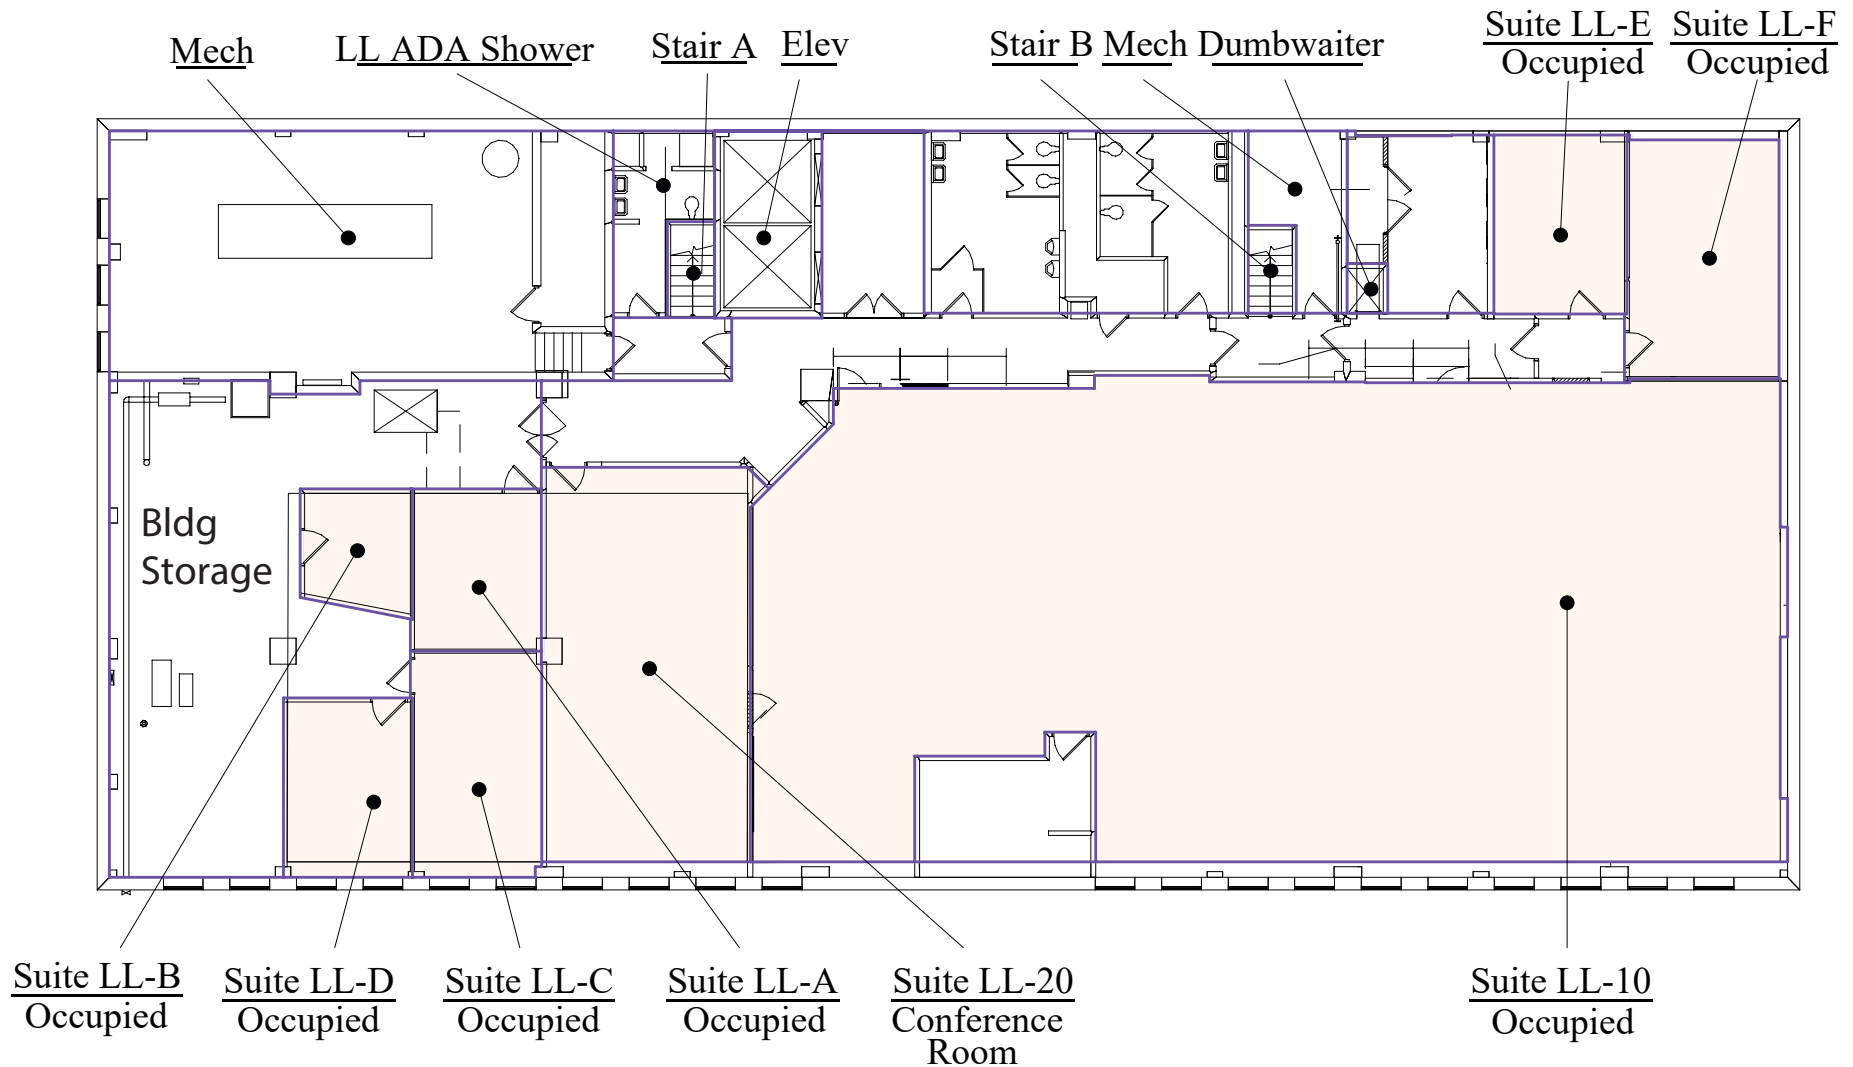 Mech
LL ADA Shower
Stair A
Elev
Stair B
Mech
Dumbwaiter
Suite LL-E
Occupied
Suite LL-F
Occupied
Bldg
Storage
Suite LL-B
Occupied
Suite LL-D
Occupied
Suite LL-C
Occupied
Suite LL-A
Occupied
Suite LL-20
Conference
Room
Suite LL-10
Occupied